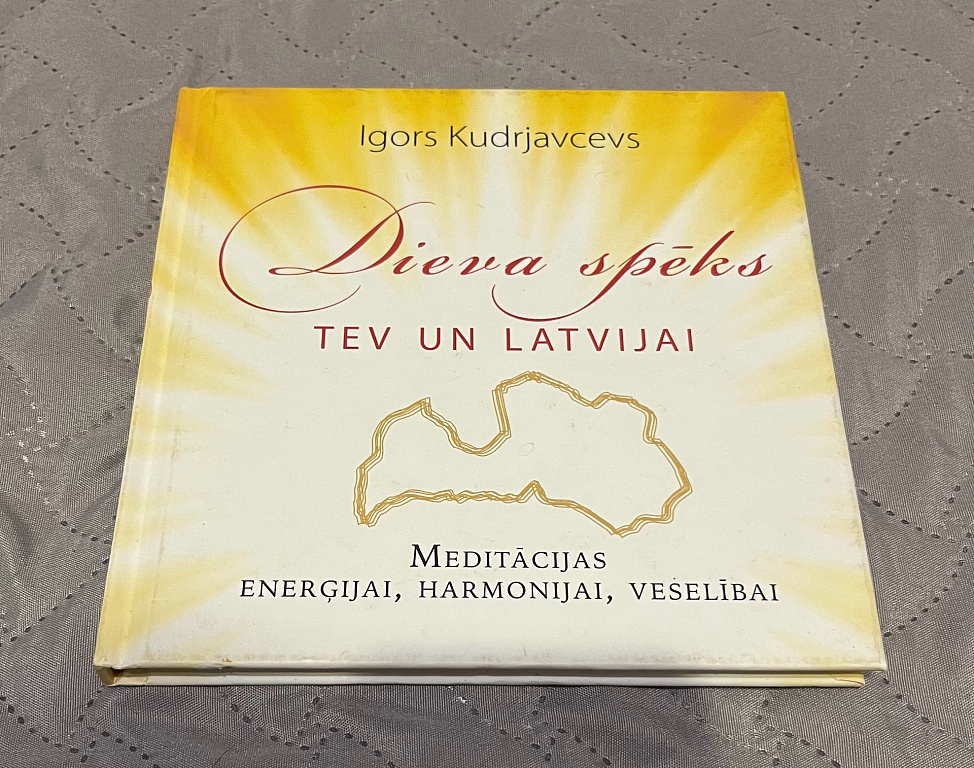 Igors Kudrjavcevs
Dieva spēks
TEV UN LATVIJAI
MEDITĀCIJAS
ENERĢIJAI, HARMONIJAI, VESELĪBAI